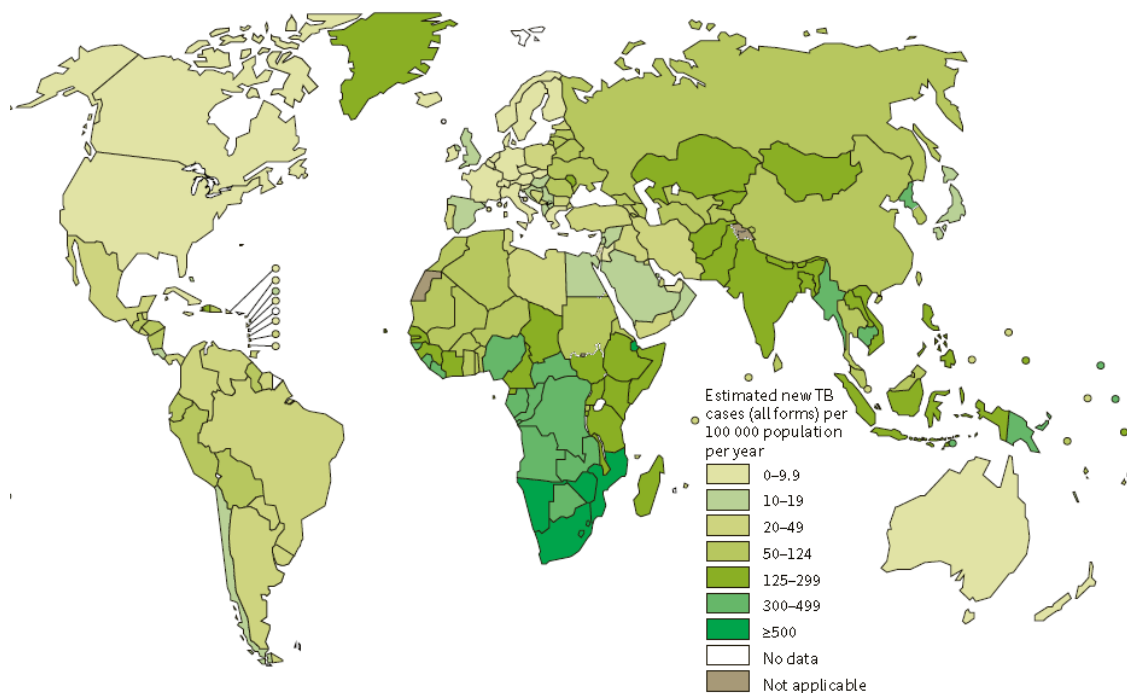 Estimated new TB
cases (all forms) per
100 000 population
per year
0–9.9
10–19
20–49
50–124
125–299
300–499
≥500
No data
Not applicable